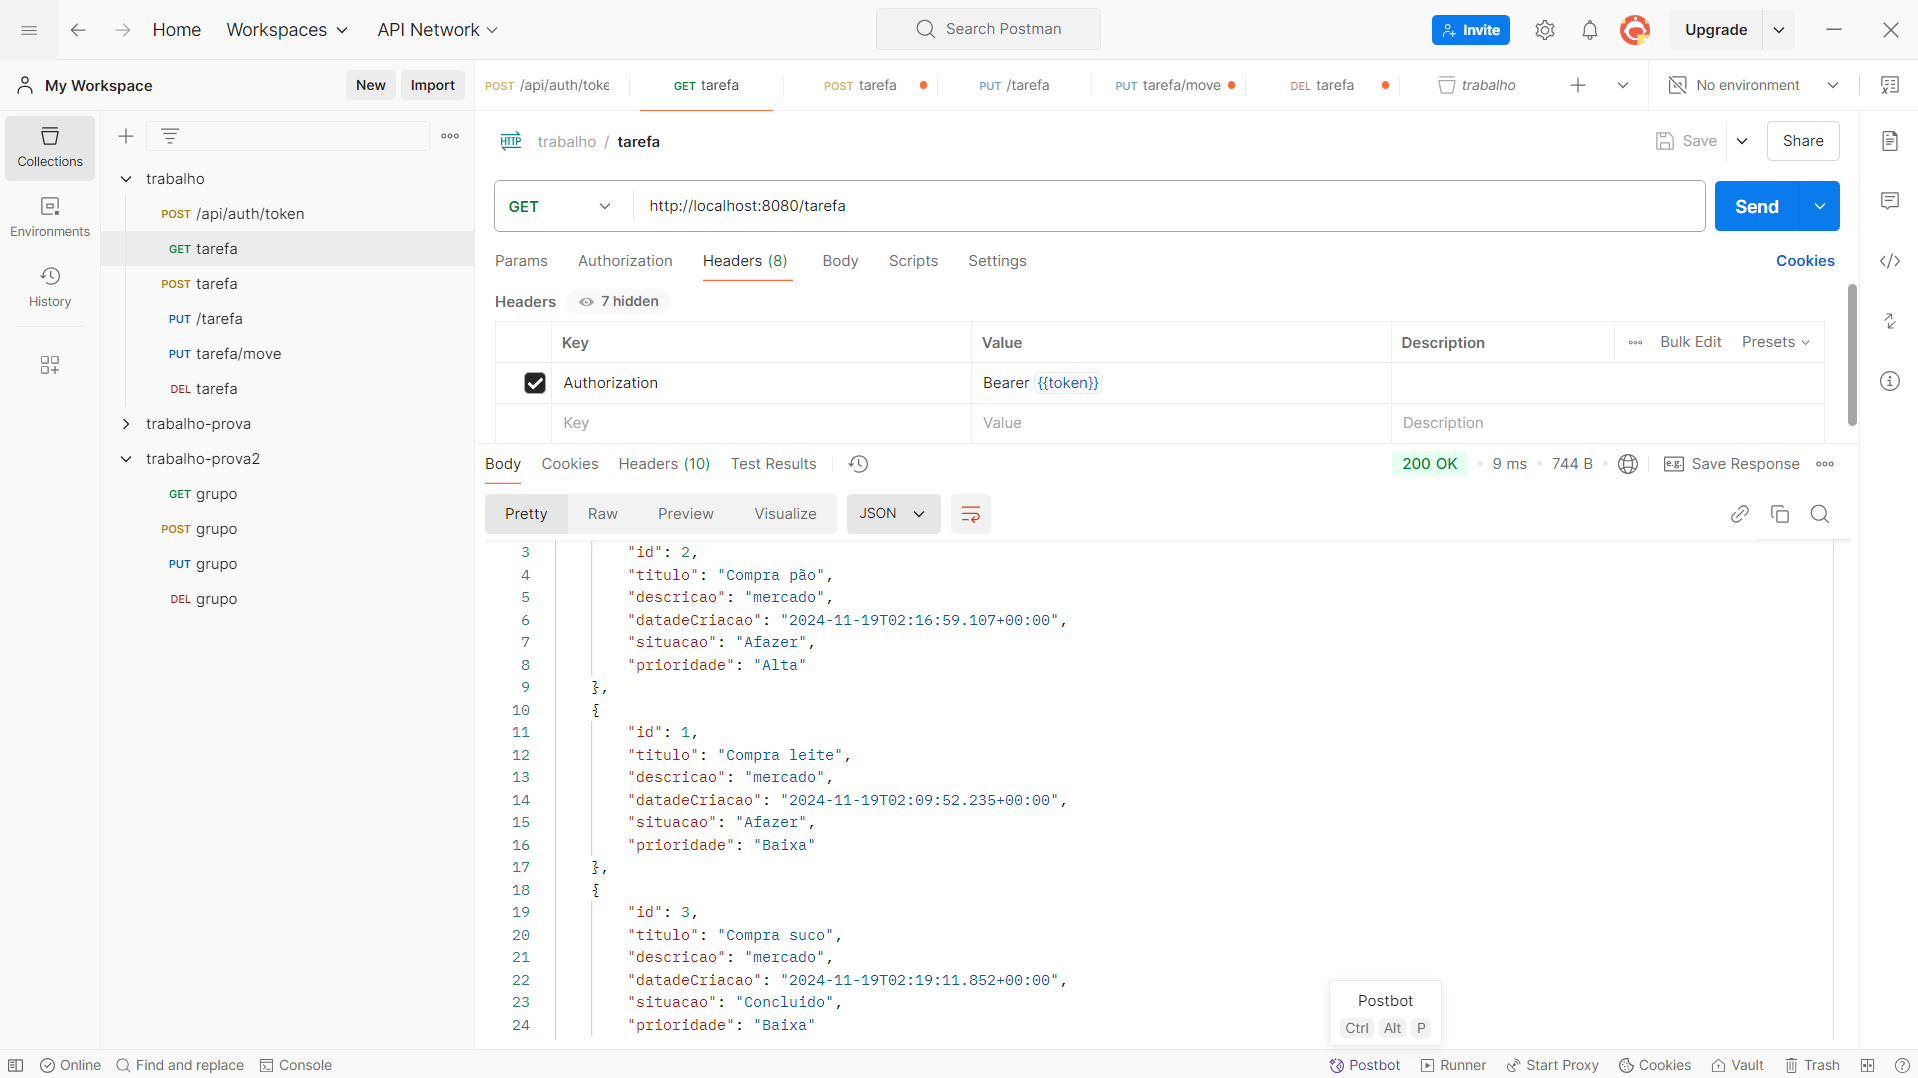 Home Workspaces API Network Search Postman Invite Upgrade
My Workspace New Import POST /api/auth/toke GET tarefa POST tarefa PUT /tarefa PUT tarefa/move DEL tarefa trabalho No environment
Collections
Environments
History
trabalho
POST /api/auth/token
GET tarefa
POST tarefa
PUT /tarefa
PUT tarefa/move
DEL tarefa
trabalho-prova
trabalho-prova2
GET grupo
POST grupo
PUT grupo
DEL grupo
HTTP trabalho / tarefa Save Share
GET http://localhost:8080/tarefa Send
Params Authorization Headers (8) Body Scripts Settings Cookies
Headers 7 hidden
Key Value Description Bulk Edit Presets
Authorization Bearer {{token}}
Key Value Description
Body Cookies Headers (10) Test Results 200 OK 9 ms 744 B e.g. Save Response
Pretty Raw Preview Visualize JSON
3 "id": 2,
4 "titulo": "Compra pão",
5 "descricao": "mercado",
6 "datadeCriacao": "2024-11-19T02:16:59.107+00:00",
7 "situacao": "Afazer",
8 "prioridade": "Alta"
9 },
10 {
11 "id": 1,
12 "titulo": "Compra leite",
13 "descricao": "mercado",
14 "datadeCriacao": "2024-11-19T02:09:52.235+00:00",
15 "situacao": "Afazer",
16 "prioridade": "Baixa"
17 },
18 {
19 "id": 3,
20 "titulo": "Compra suco",
21 "descricao": "mercado",
22 "datadeCriacao": "2024-11-19T02:19:11.852+00:00",
23 "situacao": "Concluido",
24 "prioridade": "Baixa"
Postbot
Ctrl Alt P
Online Find and replace Console Postbot Runner Start Proxy Cookies Vault Trash